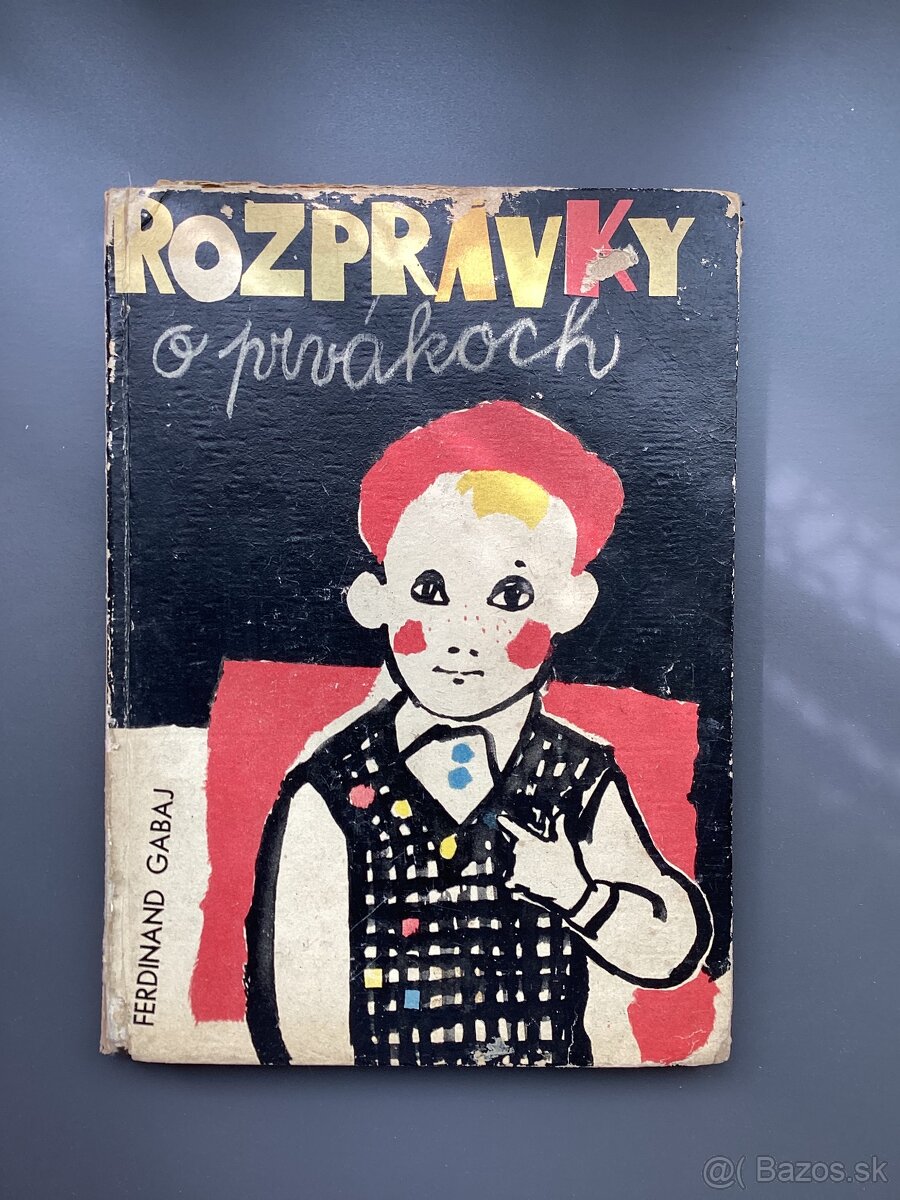 ROZPRÁVKY
o prvákoch
FERDINAND GABAJ
@( Bazos.sk